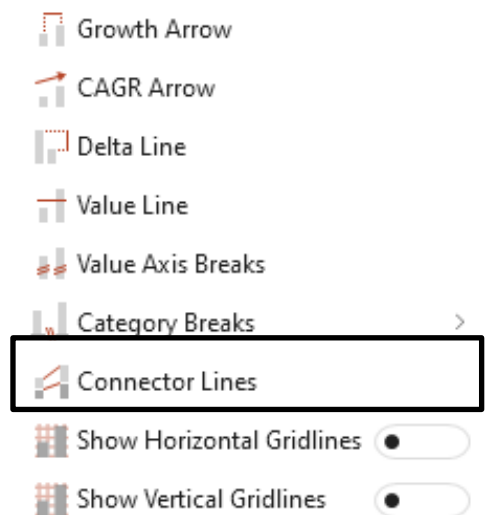 Growth Arrow
CAGR Arrow
Delta Line
Value Line
Value Axis Breaks
Category Breaks
Connector Lines
Show Horizontal Gridlines
Show Vertical Gridlines